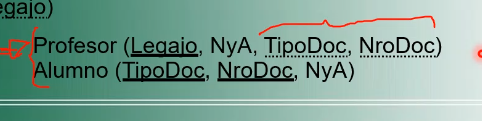 egajo)
Profesor (Legajo, NyA, TipoDoc, NroDoc)
Alumno (TipoDoc, NroDoc, NyA)